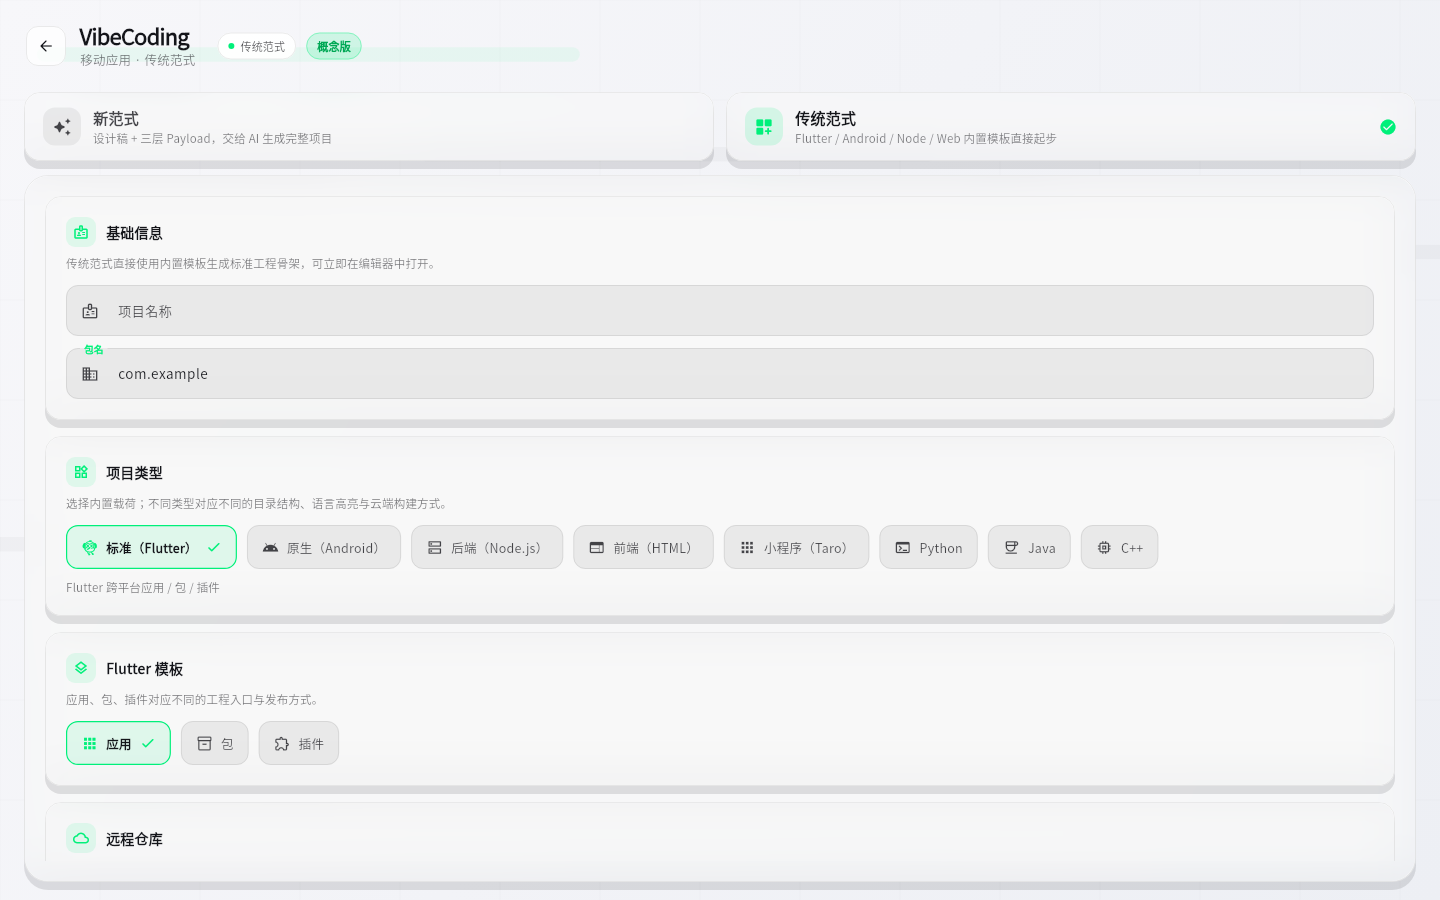 VibeCoding
移动应用 · 传统范式
传统范式
概念版
新范式
设计稿 + 三层 Payload，交给 AI 生成完整项目
传统范式
Flutter / Android / Node / Web 内置模板直接起步
基础信息
传统范式直接使用内置模板生成标准工程骨架，可立即在编辑器中打开。
项目名称
包名
com.example
项目类型
选择内置载荷；不同类型对应不同的目录结构、语言高亮与云端构建方式。
标准（Flutter）
原生（Android）
后端（Node.js）
前端（HTML）
小程序（Taro）
Python
Java
C++
Flutter 跨平台应用 / 包 / 插件
Flutter 模板
应用、包、插件对应不同的工程入口与发布方式。
应用
包
插件
远程仓库